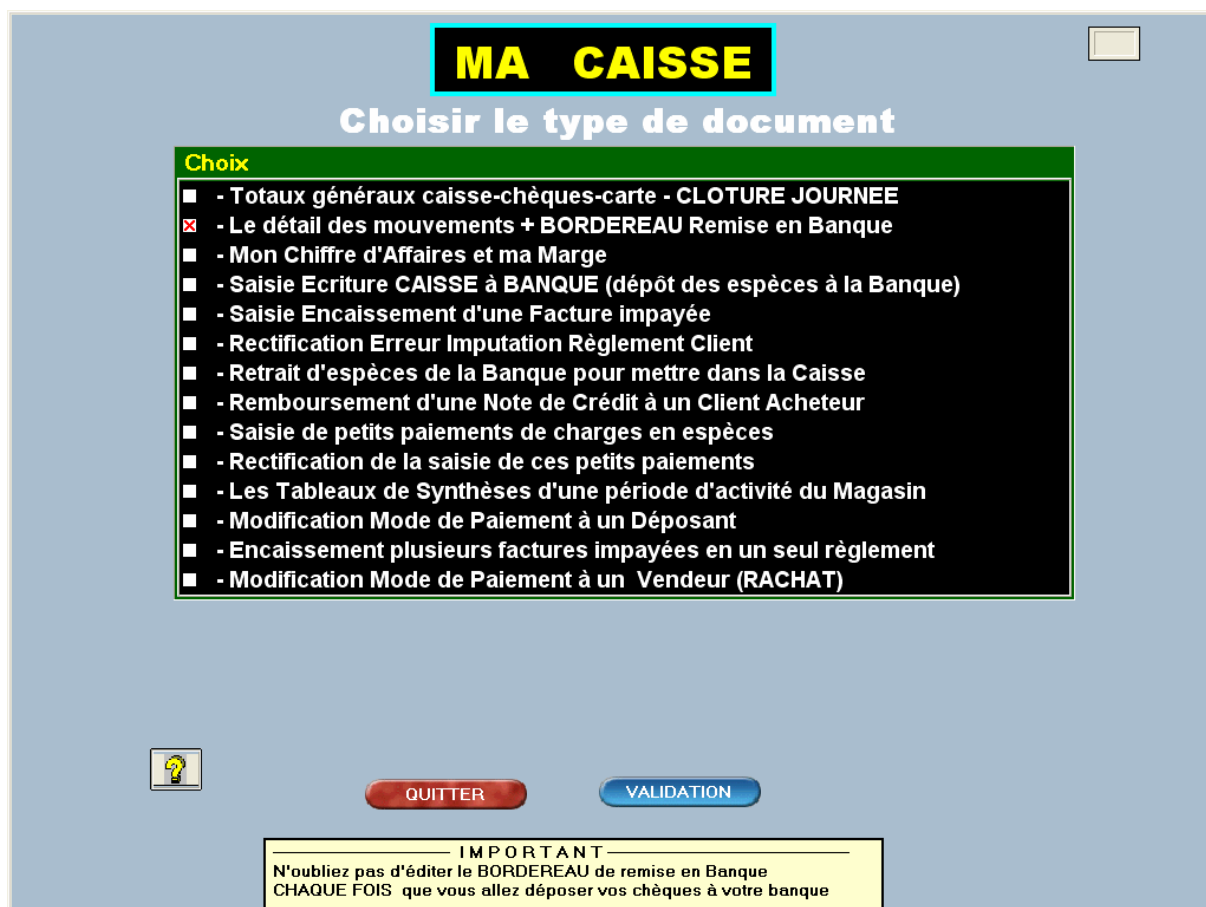 MA CAISSE
Choisir le type de document
Choix
- Totaux généraux caisse-chèques-carte - CLOTURE JOURNEE
- Le détail des mouvements + BORDEREAU Remise en Banque
- Mon Chiffre d'Affaires et ma Marge
- Saisie Ecriture CAISSE à BANQUE (dépôt des espèces à la Banque)
- Saisie Encaissement d'une Facture impayée
- Rectification Erreur Imputation Règlement Client
- Retrait d'espèces de la Banque pour mettre dans la Caisse
- Remboursement d'une Note de Crédit à un Client Acheteur
- Saisie de petits paiements de charges en espèces
- Rectification de la saisie de ces petits paiements
- Les Tableaux de Synthèses d'une période d'activité du Magasin
- Modification Mode de Paiement à un Déposant
- Encaissement plusieurs factures impayées en un seul règlement
- Modification Mode de Paiement à un Vendeur (RACHAT)
?
QUITTER VALIDATION
IMPORTANT
N'oubliez pas d'éditer le BORDEREAU de remise en Banque
CHAQUE FOIS que vous allez déposer vos chèques à votre banque